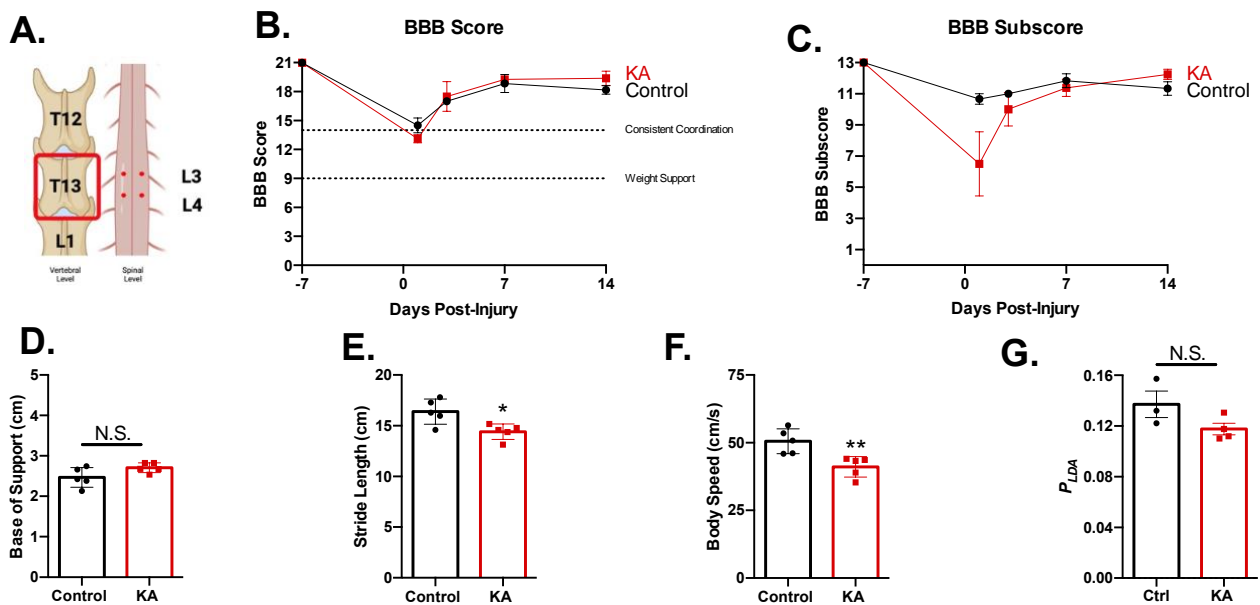 A.
T12
T13
L1
L3
L4
Vertebral
Level
Spinal
Level
B.
BBB Score
BBB Score
21
18
15
12
9
6
3
0
-7
0
7
14
Days Post-Injury
KA
Control
Consistent Coordination
Weight Support
C.
BBB Subscore
BBB Subscore
13
11
9
7
5
3
1
-7
0
7
14
Days Post-Injury
KA
Control
D.
Base of Support (cm)
5
4
3
2
1
0
N.S.
Control
KA
E.
Stride Length (cm)
20
15
10
5
0
*
Control
KA
F.
Body Speed (cm/s)
75
50
25
0
**
Control
KA
G.
P_LDA
0.16
0.12
0.08
0.04
0.00
N.S.
Ctrl
KA